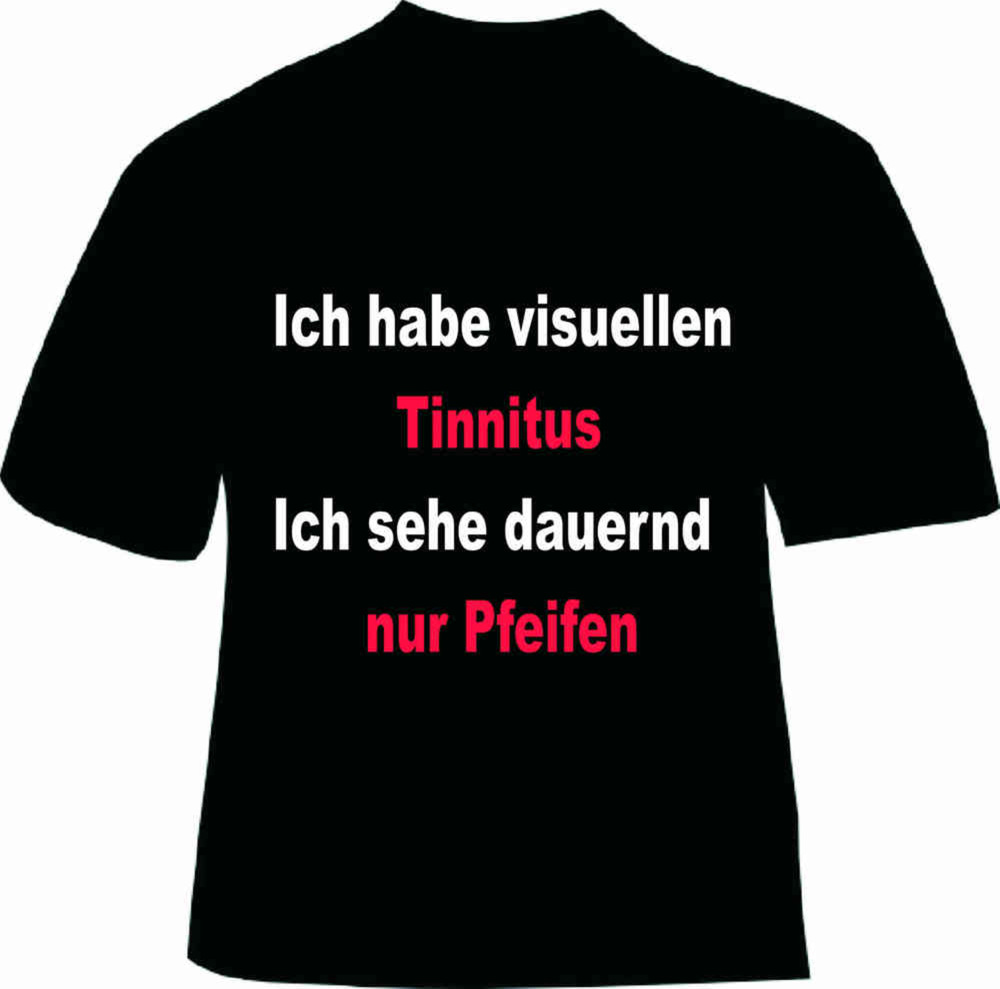 Ich habe visuellen
Tinnitus
Ich sehe dauernd
nur Pfeifen